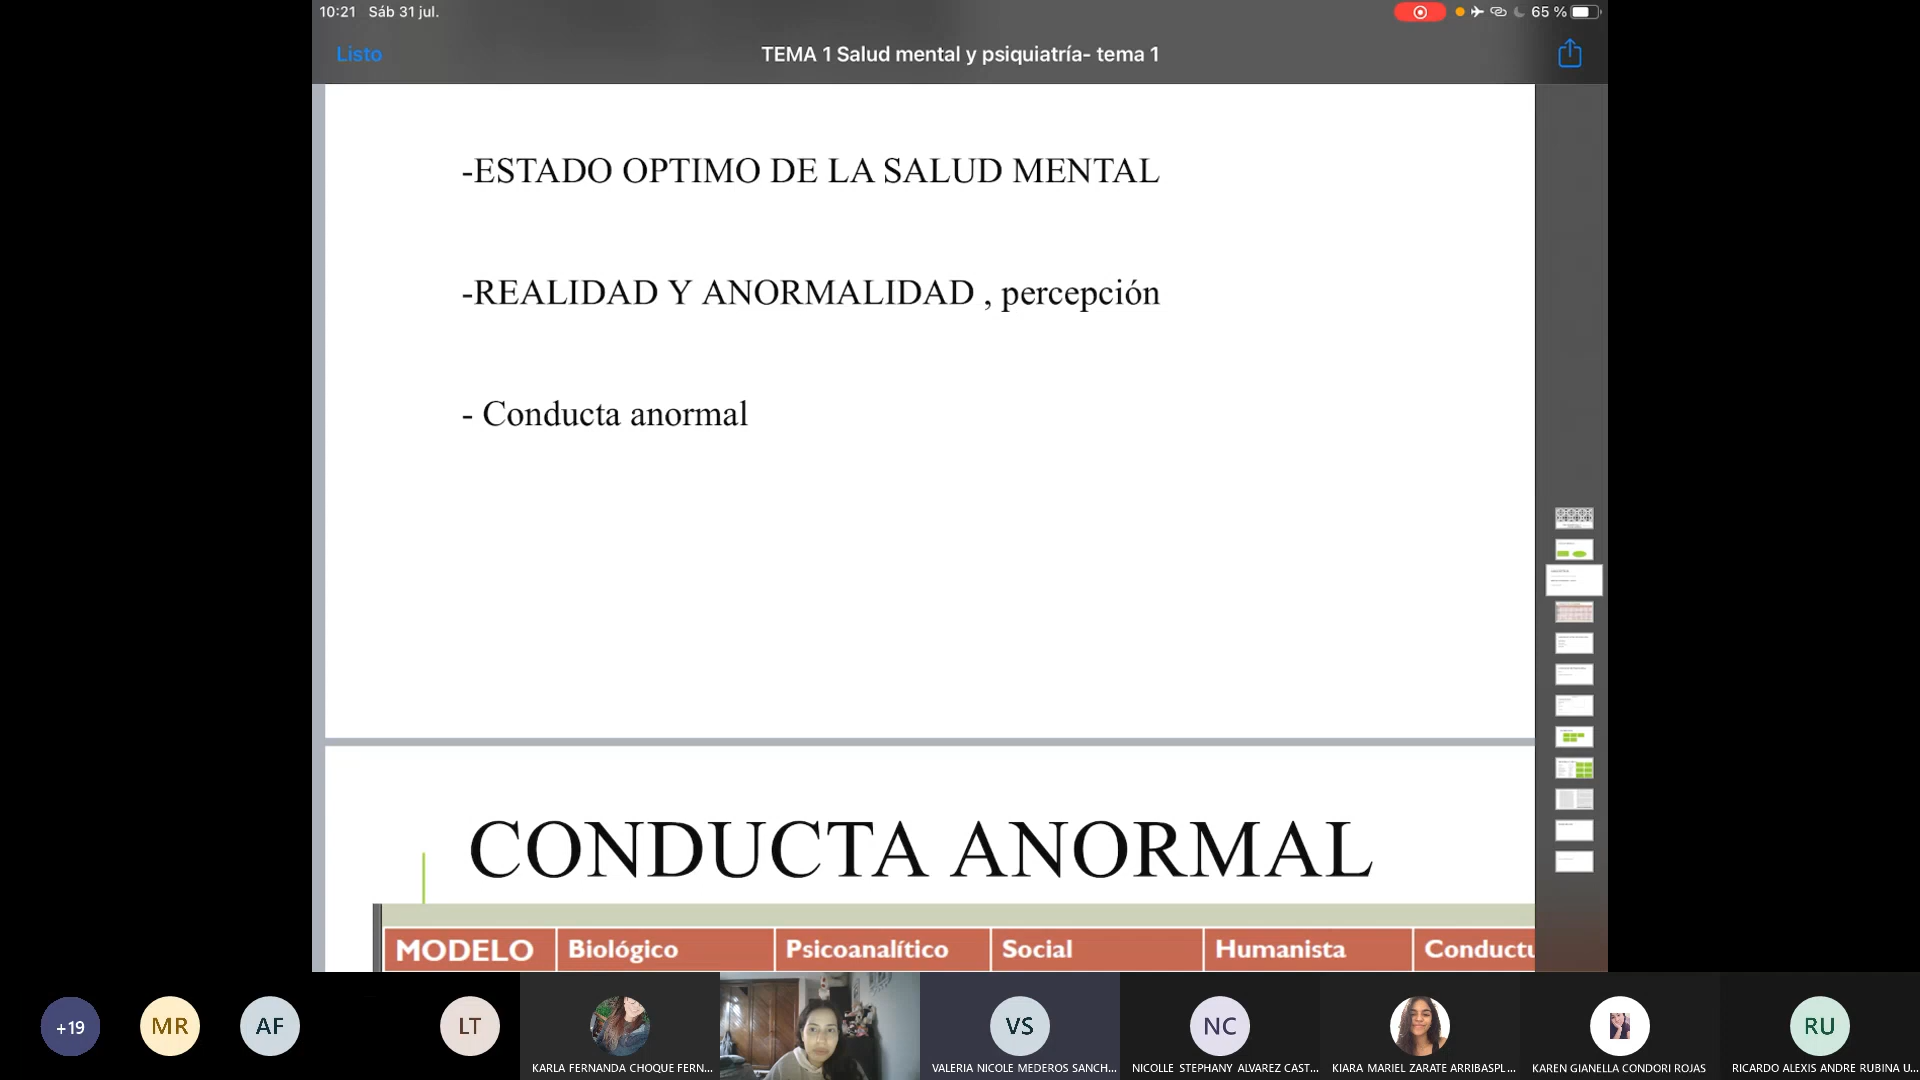 10:21 Sáb 31 jul.
65 %
Listo
TEMA 1 Salud mental y psiquiatría- tema 1
-ESTADO OPTIMO DE LA SALUD MENTAL
-REALIDAD Y ANORMALIDAD , percepción
- Conducta anormal
CONDUCTA ANORMAL
MODELO Biológico Psicoanalítico Social Humanista Conductu
+19 MR AF LT VS NC RU
KARLA FERNANDA CHOQUE FERN... VALERIA NICOLE MEDEROS SANCH... NICOLLE STEPHANY ALVAREZ CAST... KIARA MARIEL ZARATE ARRIBASPL... KAREN GIANELLA CONDORI ROJAS RICARDO ALEXIS ANDRE RUBINA U...